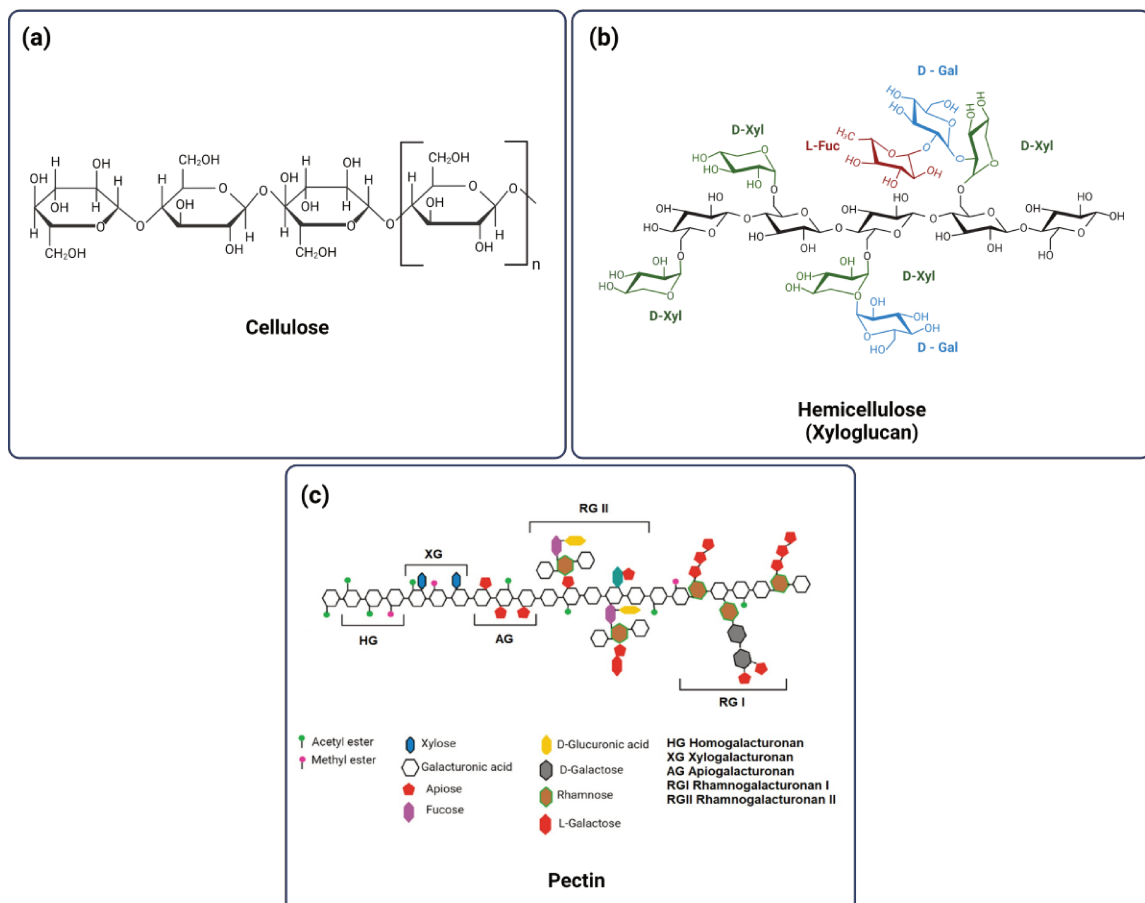 (a)
H
OH
OH
H
OH
H
H
H
O
CH₂OH
O
CH₂OH
O
OH
H
OH
H
O
H
OH
OH
H
H
H
O
CH₂OH
O
CH₂OH
O
OH
H
OH
H
O
n
Cellulose
(b)
D - Gal
D-Xyl
L-Fuc
D-Xyl
H₃C
HO
OH
O
D-Xyl
D-Xyl
D - Gal
Hemicellulose
(Xyloglucan)
(c)
RG II
XG
HG
AG
RG I
Acetyl ester
Methyl ester
Xylose
Galacturonic acid
Apiose
Fucose
D-Glucuronic acid
D-Galactose
Rhamnose
L-Galactose
HG Homogalacturonan
XG Xylogalacturonan
AG Apiogalacturonan
RGI Rhamnogalacturonan I
RGII Rhamnogalacturonan II
Pectin